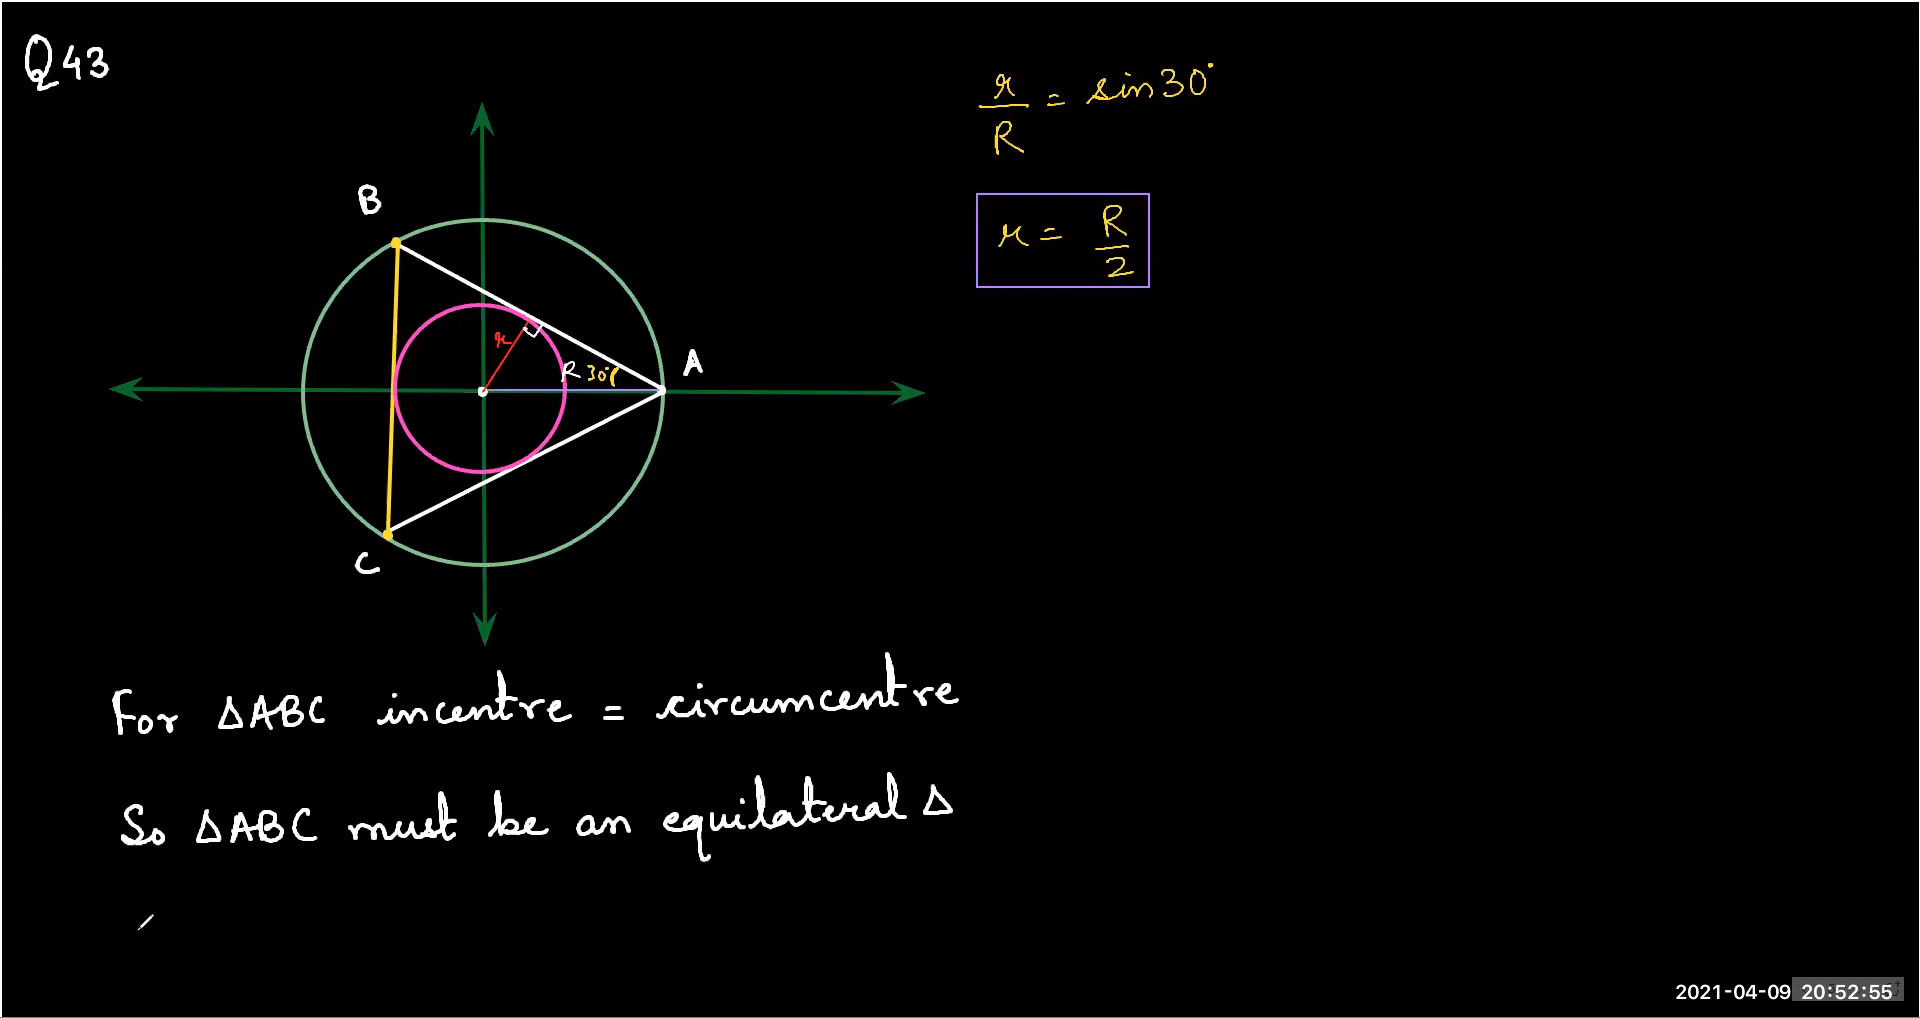 Q43
r/R = sin30°
r = R/2
B
A
r
R 30°
C
For ΔABC incentre = circumcentre
So ΔABC must be an equilateral Δ
2021-04-09 20:52:55